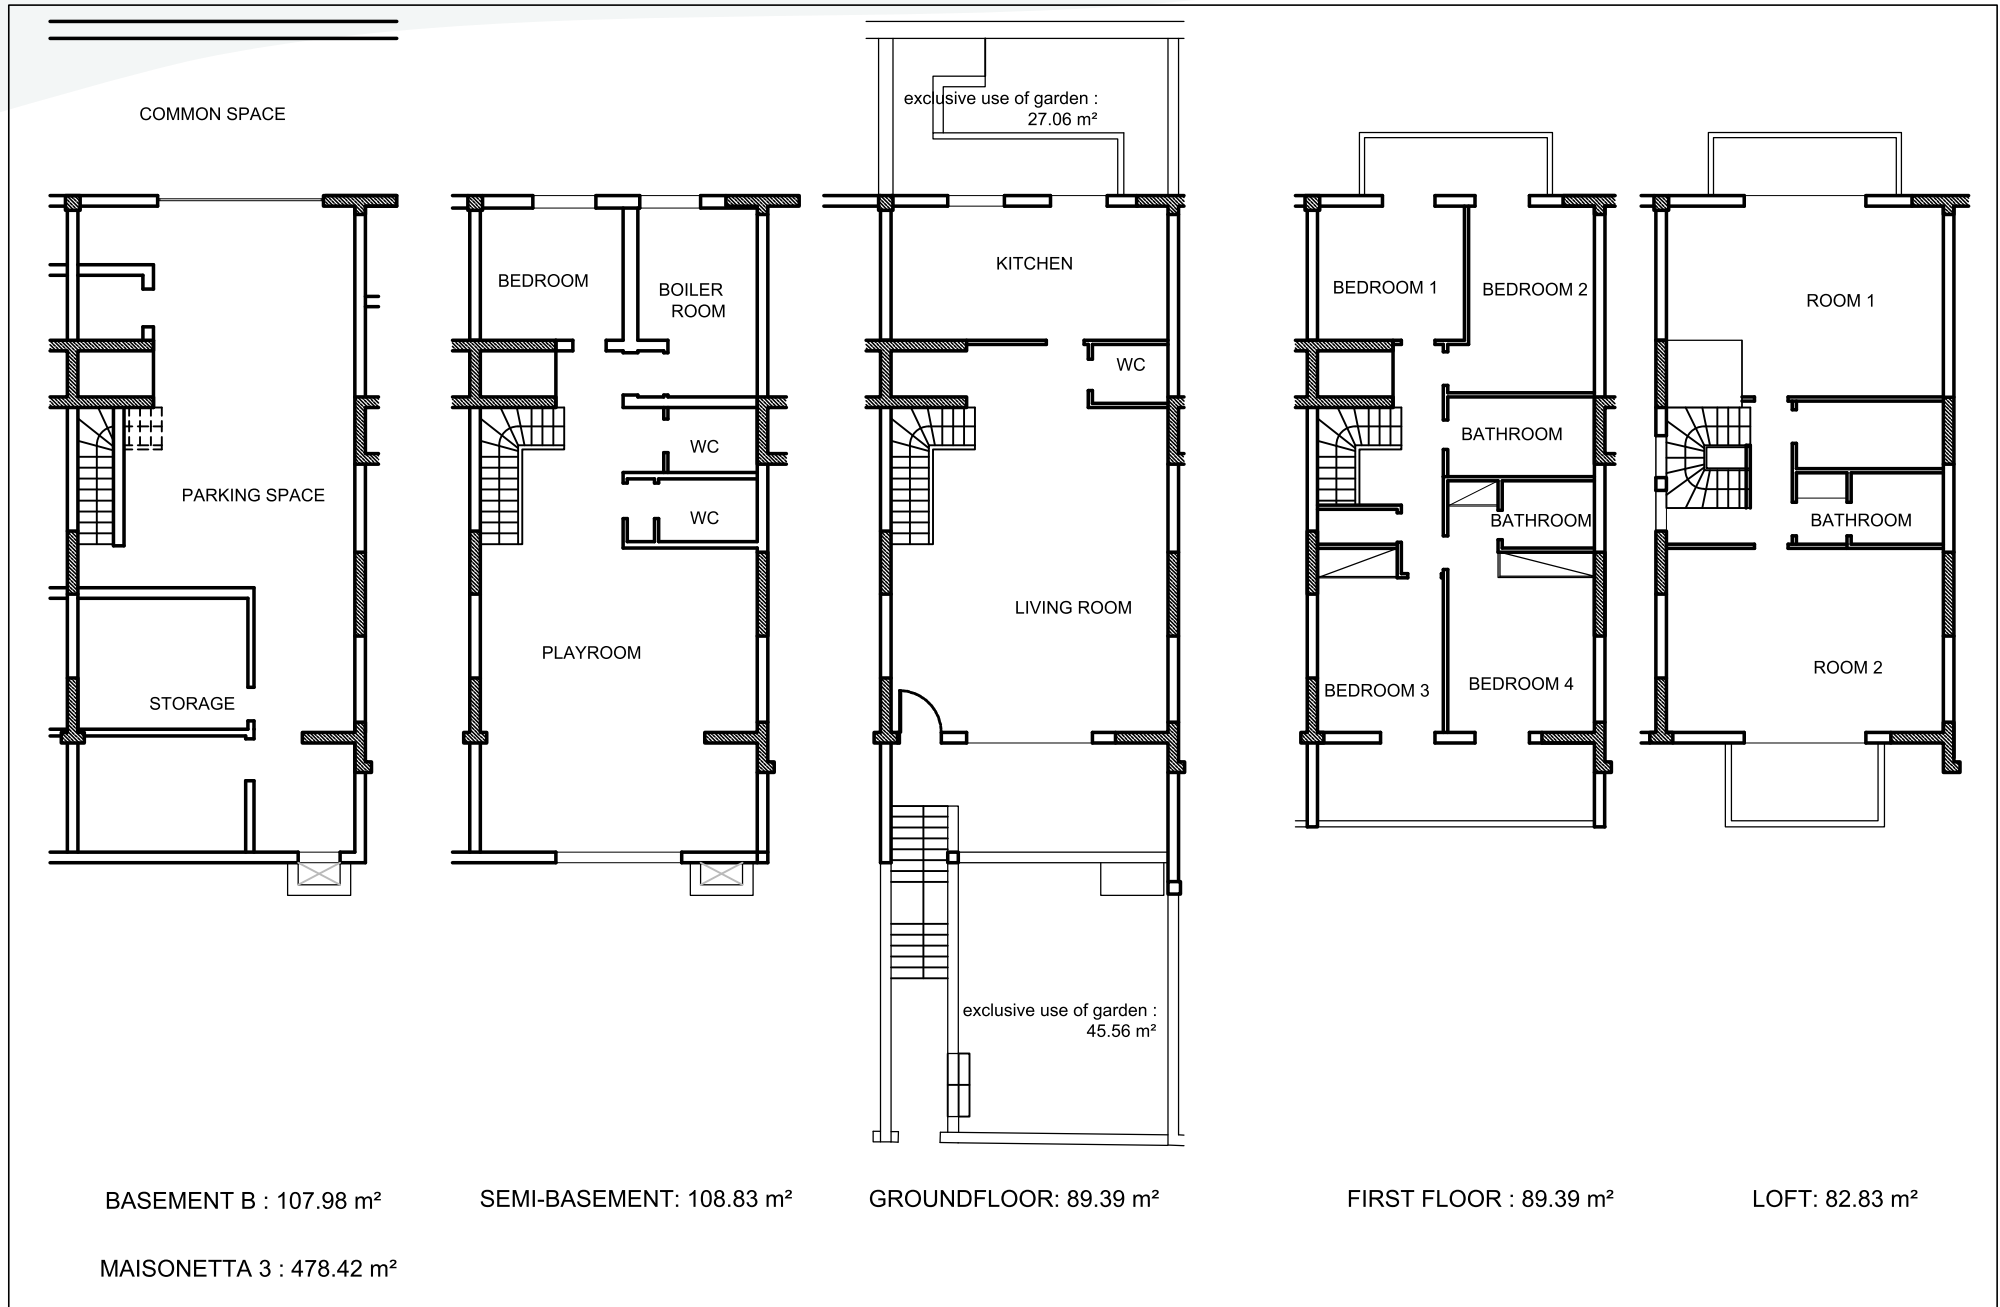 COMMON SPACE
PARKING SPACE
STORAGE
BEDROOM
BOILER
ROOM
WC
WC
PLAYROOM
exclusive use of garden :
27.06 m²
KITCHEN
WC
LIVING ROOM
exclusive use of garden :
45.56 m²
BEDROOM 1
BEDROOM 2
BATHROOM
BATHROOM
BEDROOM 3
BEDROOM 4
ROOM 1
BATHROOM
ROOM 2
BASEMENT B : 107.98 m²
SEMI-BASEMENT: 108.83 m²
GROUNDFLOOR: 89.39 m²
FIRST FLOOR : 89.39 m²
LOFT: 82.83 m²
MAISONETTA 3 : 478.42 m²